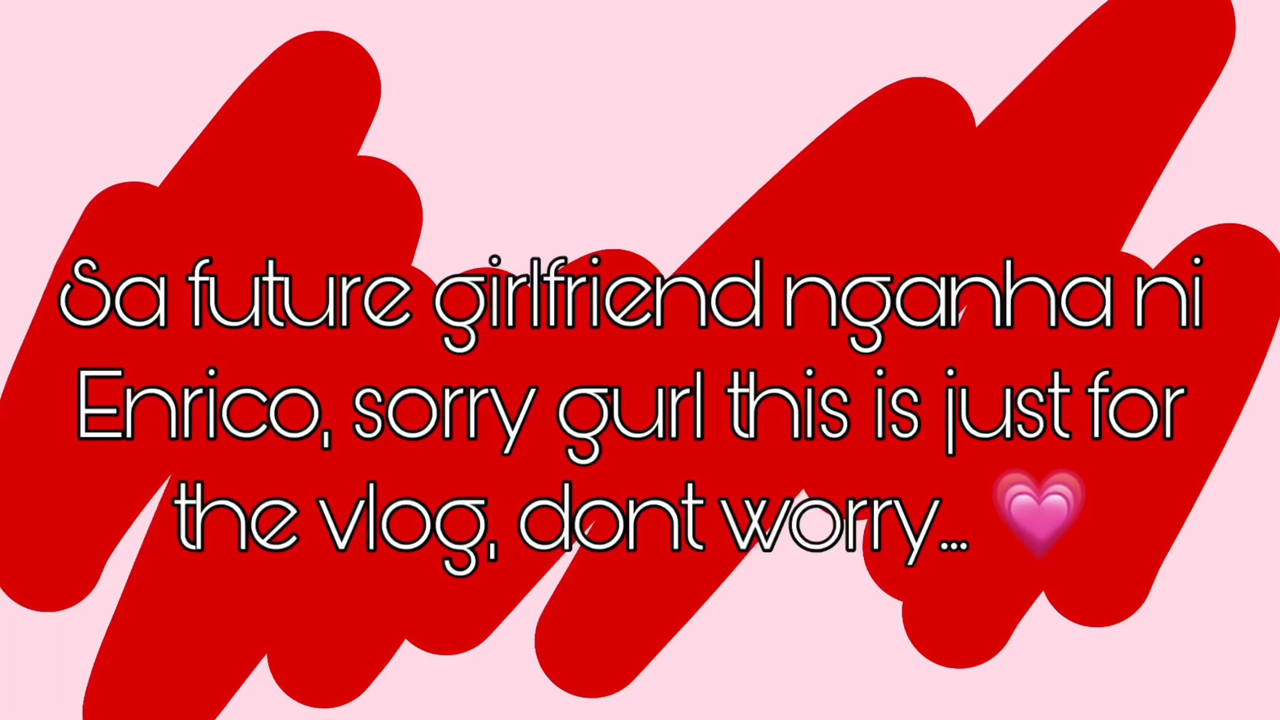 Sa future girlfriend nganha ni
Enrico, sorry gurl this is just for
the vlog, dont worry... 💗